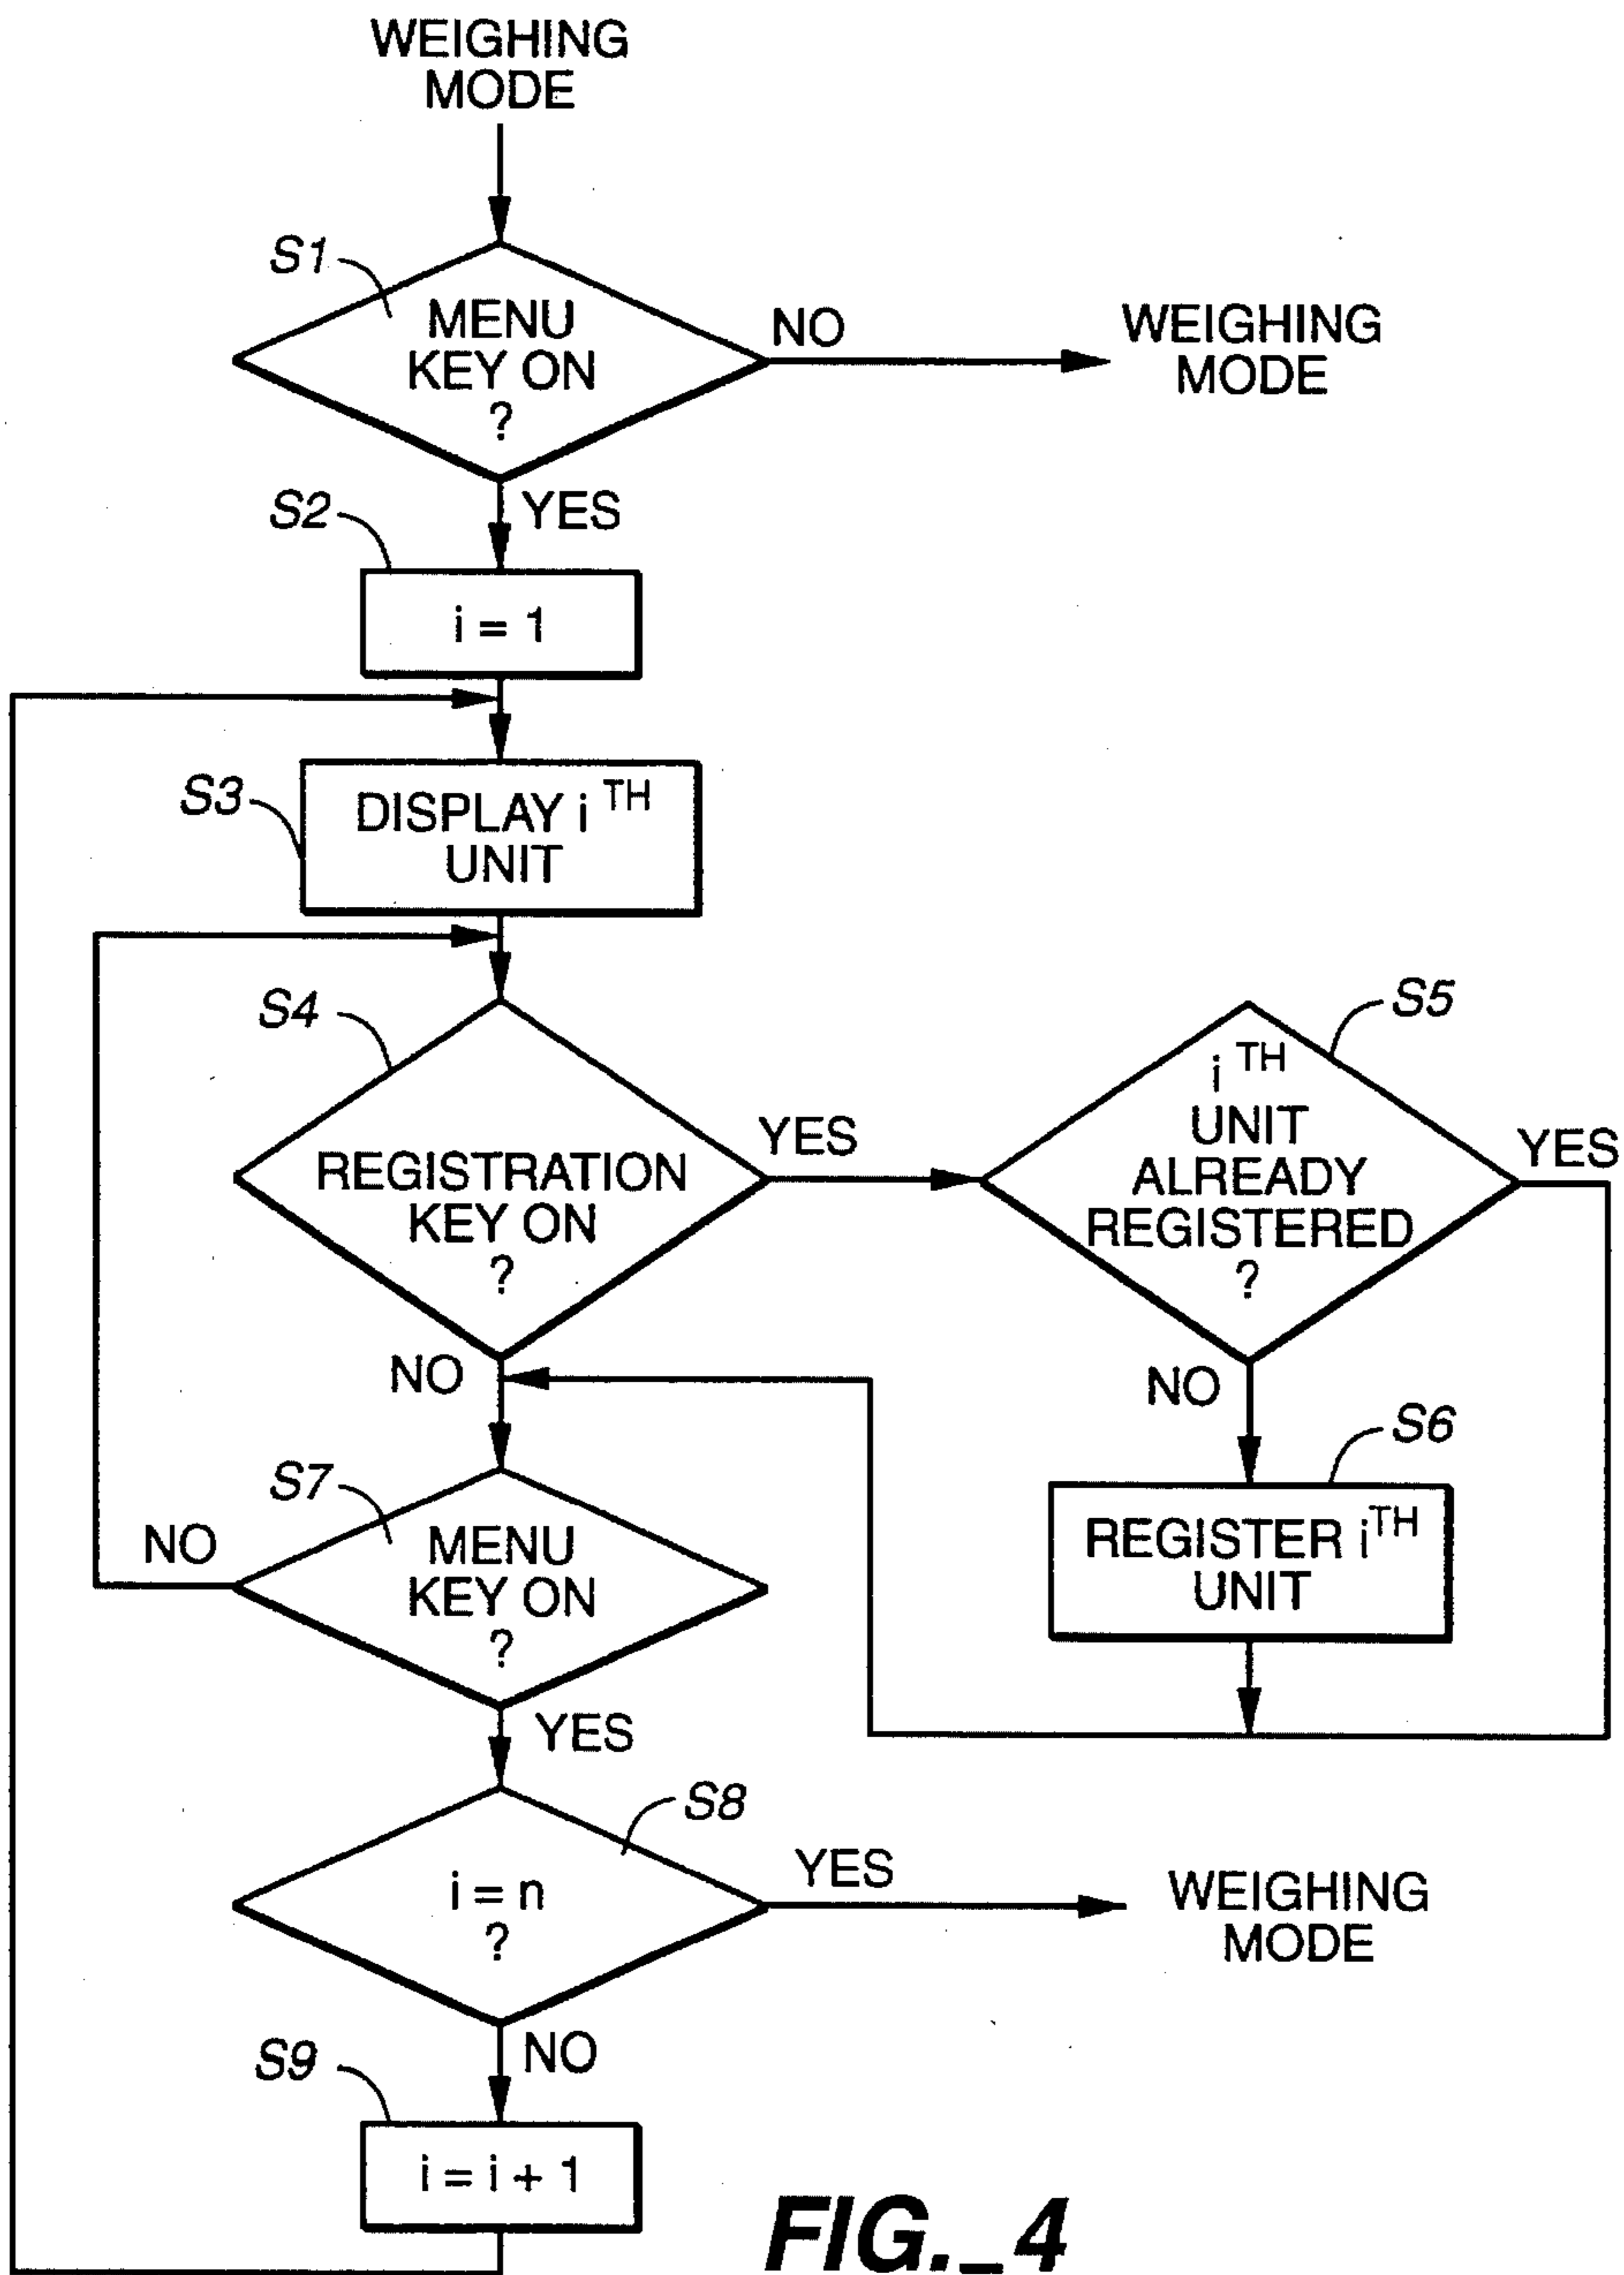 WEIGHING
MODE
S1
MENU
KEY ON
?
NO
WEIGHING
MODE
YES
S2
i = 1
S3
DISPLAY i TH
UNIT
S4
REGISTRATION
KEY ON
?
YES
S5
i TH
UNIT
ALREADY
REGISTERED
?
YES
NO
NO
S6
REGISTER i TH
UNIT
S7
MENU
KEY ON
?
NO
YES
S8
i = n
?
YES
WEIGHING
MODE
NO
S9
i = i + 1
FIG._4